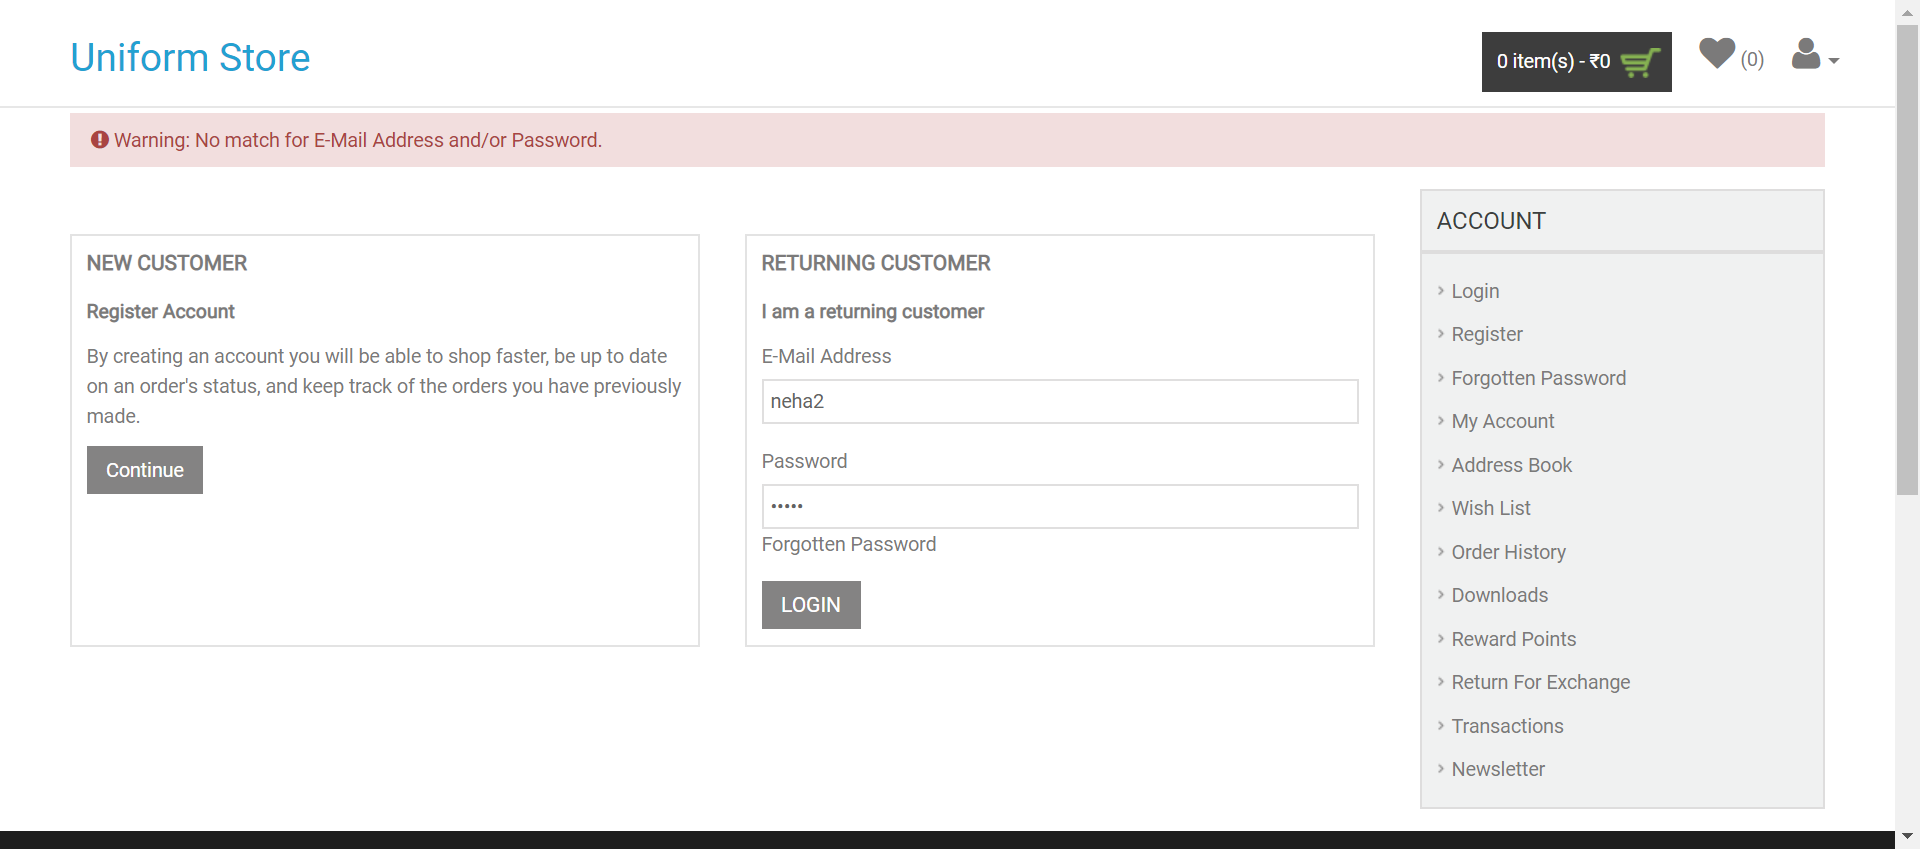 Uniform Store
0 item(s) - ₹0
(0)
Warning: No match for E-Mail Address and/or Password.
NEW CUSTOMER
Register Account
By creating an account you will be able to shop faster, be up to date
on an order's status, and keep track of the orders you have previously
made.
Continue
RETURNING CUSTOMER
I am a returning customer
E-Mail Address
neha2
Password
•••••
Forgotten Password
LOGIN
ACCOUNT
Login
Register
Forgotten Password
My Account
Address Book
Wish List
Order History
Downloads
Reward Points
Return For Exchange
Transactions
Newsletter